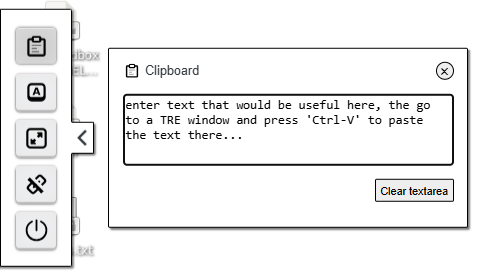 dbox
EL...
A
Clipboard
enter text that would be useful here, the go
to a TRE window and press 'Ctrl-V' to paste
the text there...
Clear textarea
.txt